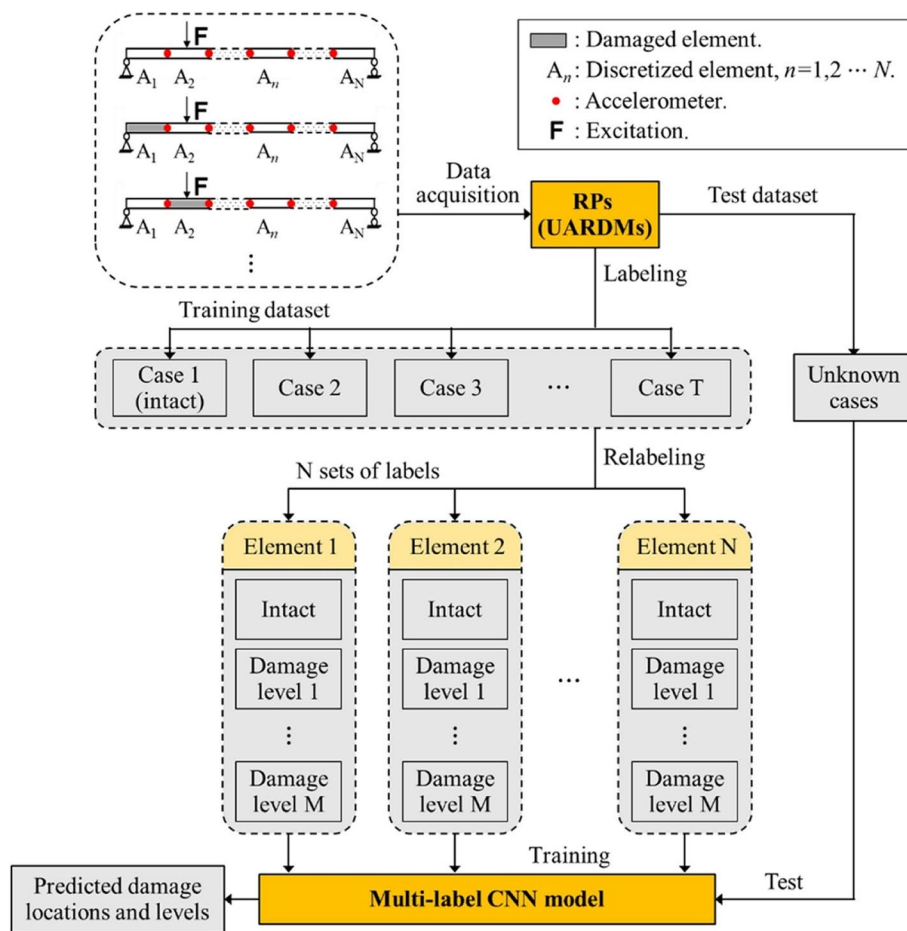 F
A1 A2 An AN
F
A1 A2 An AN
F
A1 A2 An AN
⋮
: Damaged element.
An : Discretized element, n=1,2 ⋯ N.
: Accelerometer.
F : Excitation.
Data
acquisition
RPs
(UARDMs)
Test dataset
Labeling
Training dataset
Case 1
(intact)
Case 2
Case 3
⋯
Case T
Unknown
cases
Relabeling
N sets of labels
Element 1
Intact
Damage
level 1
⋮
Damage
level M
Element 2
Intact
Damage
level 1
⋮
Damage
level M
⋯
Element N
Intact
Damage
level 1
⋮
Damage
level M
Training
Test
Multi-label CNN model
Predicted damage
locations and levels